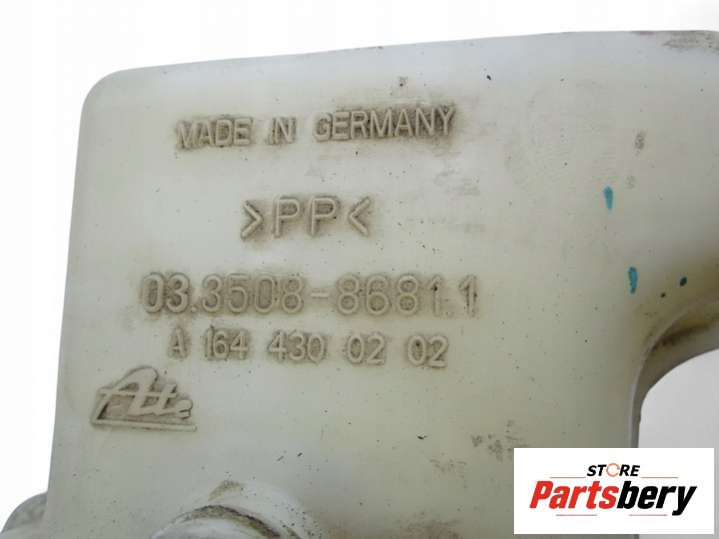 MADE IN GERMANY
>PP<
03.3508-8681.1
A 164 430 02 02
Ate
STORE
Partsbery